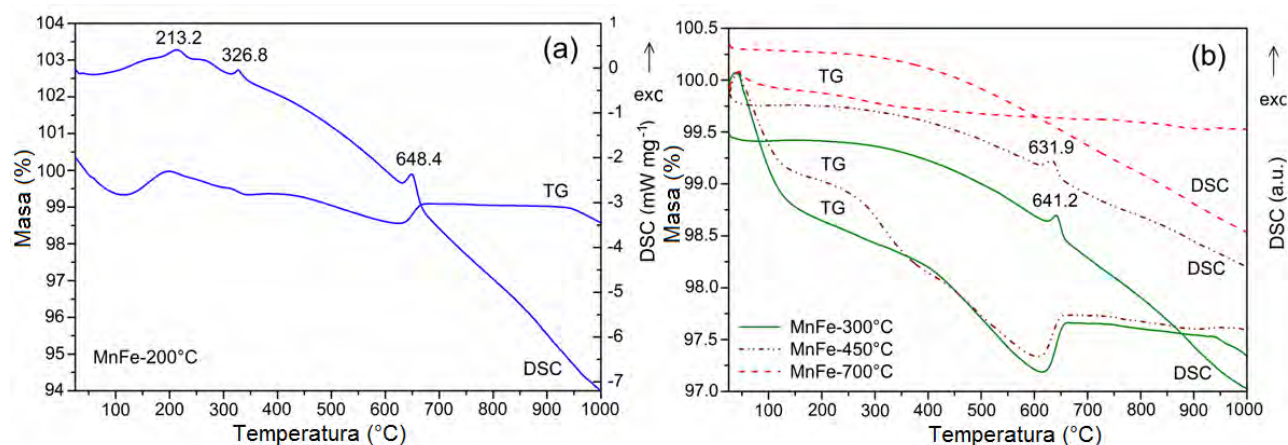 (a)
213.2
326.8
648.4
TG
DSC
MnFe-200°C
Masa (%)
104
103
102
101
100
99
98
97
96
95
94
100 200 300 400 500 600 700 800 900 1000
Temperatura (°C)
1
0
-1
-2
-3
-4
-5
-6
-7
DSC (mW mg⁻¹)
exc
(b)
TG
631.9
TG
641.2
TG
DSC
DSC
DSC
MnFe-300°C
MnFe-450°C
MnFe-700°C
Masa (%)
100.5
100.0
99.5
99.0
98.5
98.0
97.5
97.0
100 200 300 400 500 600 700 800 900 1000
Temperatura (°C)
DSC (a.u.)
exo